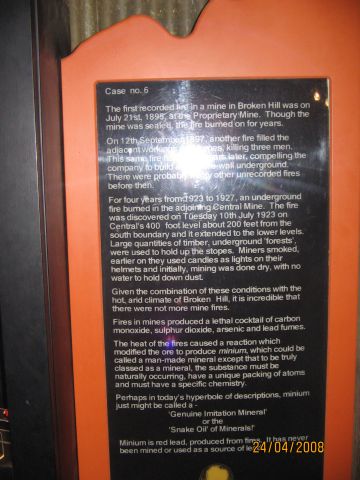 Case no. 6
The first recorded fire in a mine in Broken Hill was on
July 21st, 1895, at the Proprietary Mine. Though the
mine was sealed, the fire burned on for years.
On 12th September 1897, another fire filled the
adjacent workings killing three men.
This same fire later, compelling the
company to build wall underground.
There were probably many other unrecorded fires
before then.
For four years from 1923 to 1927, an underground
fire burned in the adjoining Central Mine. The fire
was discovered on Tuesday 10th July 1923 on
Central's 400 foot level about 200 feet from the
south boundary and it extended to the lower levels.
Large quantities of timber, underground 'forests',
were used to hold up the stopes. Miners smoked,
earlier on they used candles as lights on their
helmets and initially, mining was done dry, with no
water to hold down dust.
Given the combination of these conditions with the
hot, arid climate of Broken Hill, it is incredible that
there were not more mine fires.
Fires in mines produced a lethal cocktail of carbon
monoxide, sulphur dioxide, arsenic and lead fumes.
The heat of the fires caused a reaction which
modified the ore to produce minium, which could be
called a man-made mineral except that to be truly
classed as a mineral, the substance must be
naturally occurring, have a unique packing of atoms
and must have a specific chemistry.
Perhaps in today's hyperbole of descriptions, minium
just might be called a -
'Genuine Imitation Mineral'
or the
'Snake Oil' of Minerals!'
Minium is red lead, produced from fires. It has never
been mined or used as a source of lead.
24/04/2008